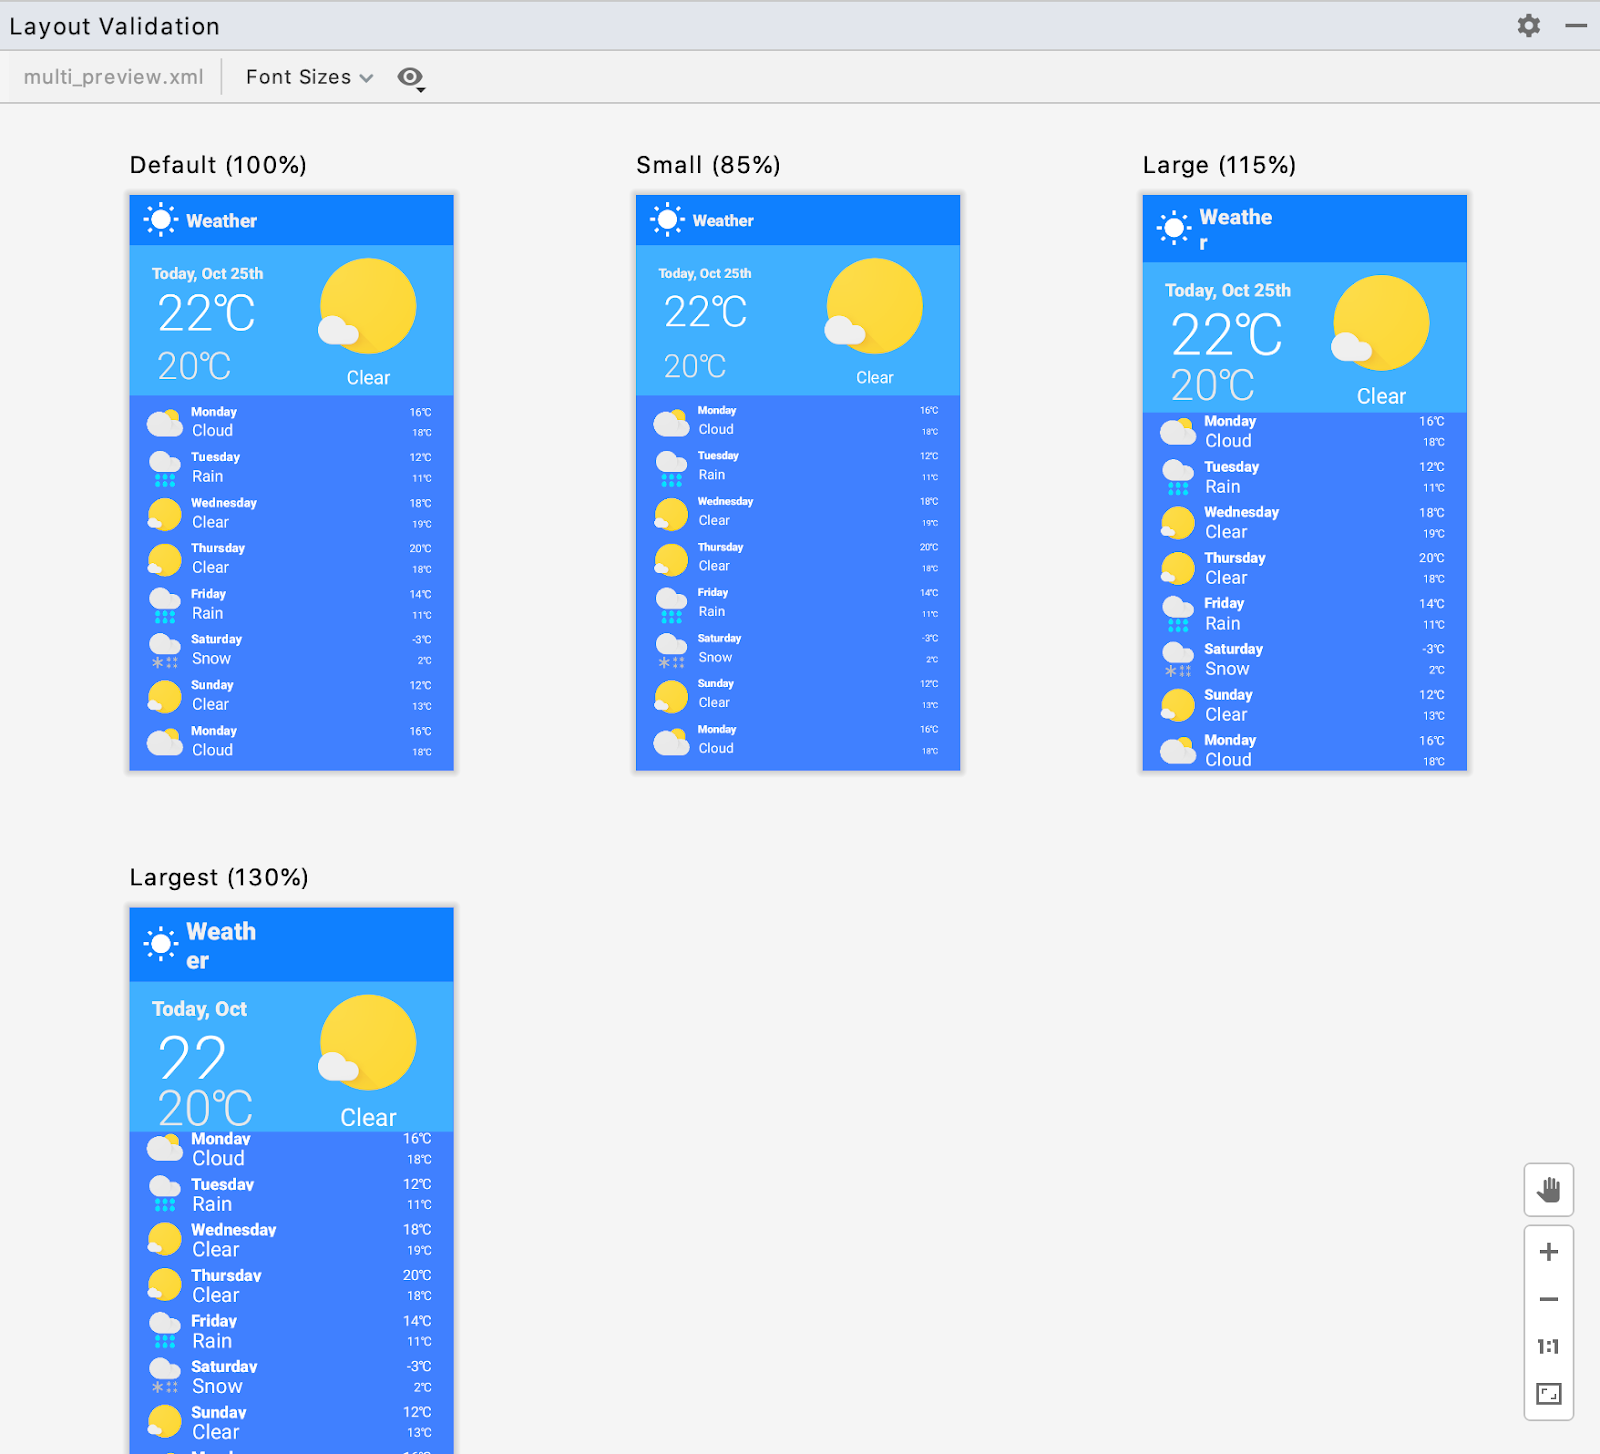 Layout Validation
multi_preview.xml
Font Sizes
Default (100%)
Weather
Today, Oct 25th
22°C
20°C
Clear
Monday 16°C
Cloud 18°C
Tuesday 12°C
Rain 11°C
Wednesday 18°C
Clear 19°C
Thursday 20°C
Clear 18°C
Friday 14°C
Rain 11°C
Saturday -3°C
Snow 2°C
Sunday 12°C
Clear 13°C
Monday 16°C
Cloud 18°C
Small (85%)
Weather
Today, Oct 25th
22°C
20°C
Clear
Monday 16°C
Cloud 18°C
Tuesday 12°C
Rain 11°C
Wednesday 18°C
Clear 19°C
Thursday 20°C
Clear 18°C
Friday 14°C
Rain 11°C
Saturday -3°C
Snow 2°C
Sunday 12°C
Clear 13°C
Monday 16°C
Cloud 18°C
Large (115%)
Weathe
r
Today, Oct 25th
22°C
20°C
Clear
Monday 16°C
Cloud 18°C
Tuesday 12°C
Rain 11°C
Wednesday 18°C
Clear 19°C
Thursday 20°C
Clear 18°C
Friday 14°C
Rain 11°C
Saturday -3°C
Snow 2°C
Sunday 12°C
Clear 13°C
Monday 16°C
Cloud 18°C
Largest (130%)
Weath
er
Today, Oct
22
20°C
Clear
Monday 16°C
Cloud 18°C
Tuesday 12°C
Rain 11°C
Wednesday 18°C
Clear 19°C
Thursday 20°C
Clear 18°C
Friday 14°C
Rain 11°C
Saturday -3°C
Snow 2°C
Sunday 12°C
Clear 13°C
1:1